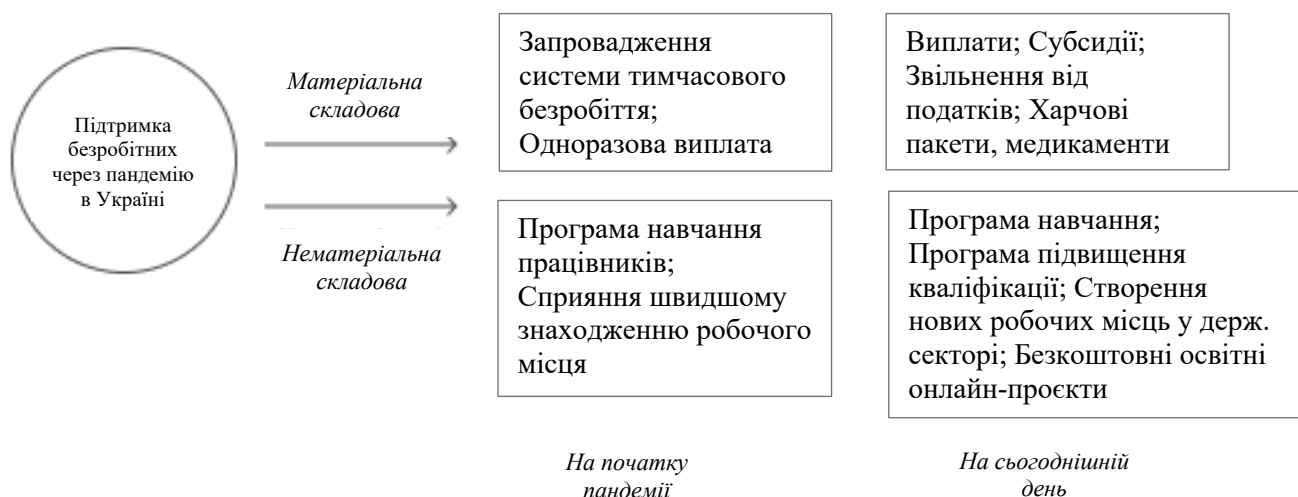 Підтримка
безробітних
через пандемію
в Україні
Матеріальна
складова
Нематеріальна
складова
Запровадження
системи тимчасового
безробіття;
Одноразова виплата
Виплати; Субсидії;
Звільнення від
податків; Харчові
пакети, медикаменти
Програма навчання
працівників;
Сприяння швидшому
знаходженню робочого
місця
Програма навчання;
Програма підвищення
кваліфікації; Створення
нових робочих місць у держ.
секторі; Безкоштовні освітні
онлайн-проєкти
На початку
пандемії
На сьогоднішній
день